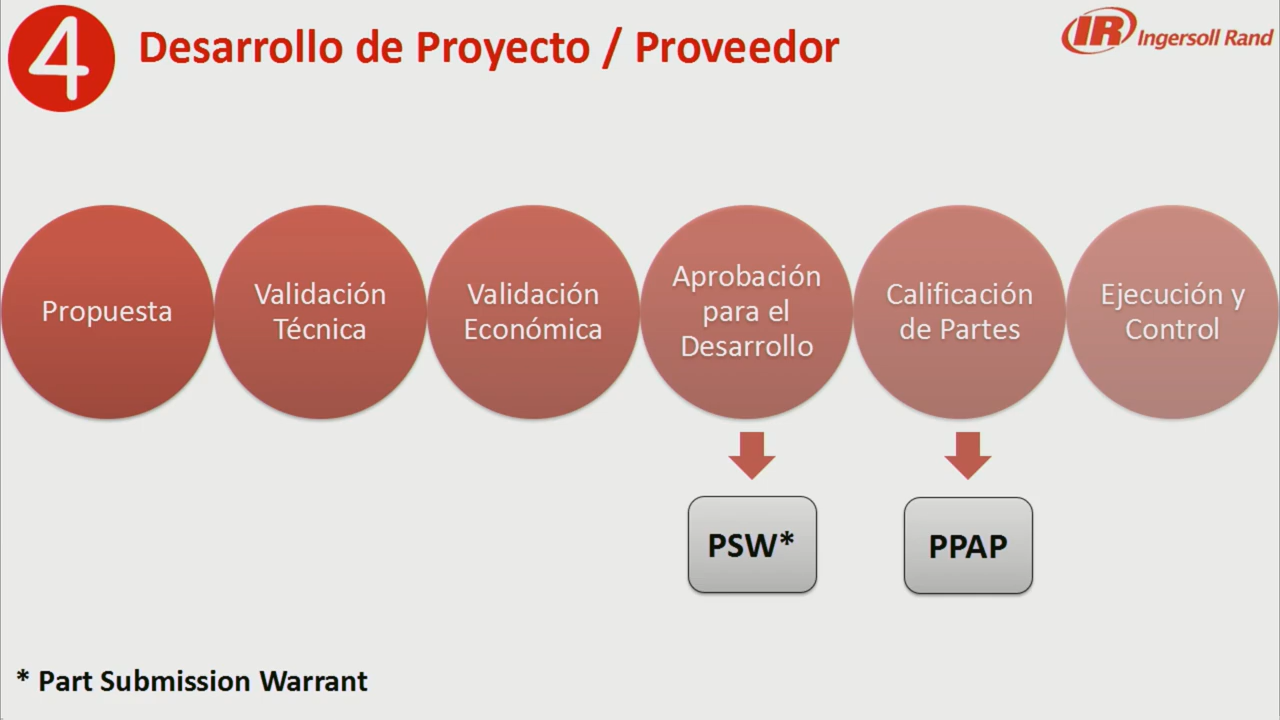 4
Desarrollo de Proyecto / Proveedor
IR Ingersoll Rand
Propuesta
Validación
Técnica
Validación
Económica
Aprobación
para el
Desarrollo
Calificación
de Partes
Ejecución y
Control
PSW*
PPAP
* Part Submission Warrant